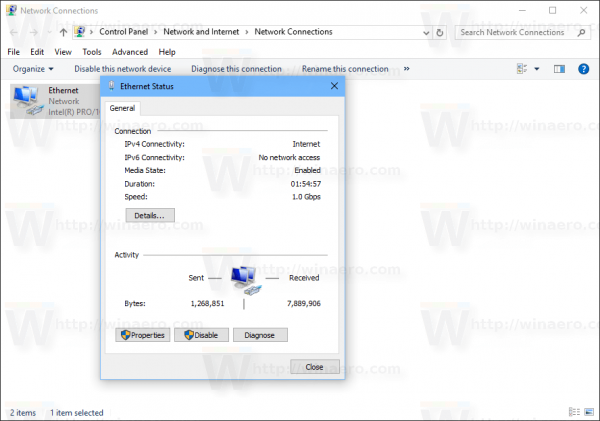 Network Connections
Control Panel > Network and Internet > Network Connections
Search Network Connections
File Edit View Tools Advanced Help
Organize Disable this network device Diagnose this connection Rename this connection »
Ethernet
Network
Intel(R) PRO/10
Ethernet Status
General
Connection
IPv4 Connectivity: Internet
IPv6 Connectivity: No network access
Media State: Enabled
Duration: 01:54:57
Speed: 1.0 Gbps
Details...
Activity
Sent Received
Bytes: 1,268,851 7,889,906
Properties Disable Diagnose
Close
2 items 1 item selected
W http://winaero.com